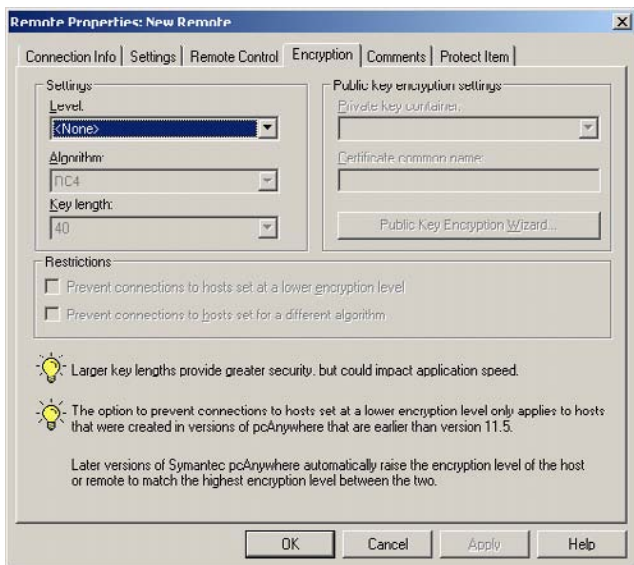 Remote Properties: New Remote
Connection Info Settings Remote Control Encryption Comments Protect Item
Settings
Level:
<None>
Algorithm:
RC4
Key length:
40
Public key encryption settings
Private key container:
Certificate common name:
Public Key Encryption Wizard...
Restrictions
Prevent connections to hosts set at a lower encryption level
Prevent connections to hosts set for a different algorithm
Larger key lengths provide greater security, but could impact application speed.
The option to prevent connections to hosts set at a lower encryption level only applies to hosts
that were created in versions of pcAnywhere that are earlier than version 11.5.
Later versions of Symantec pcAnywhere automatically raise the encryption level of the host
or remote to match the highest encryption level between the two.
OK Cancel Apply Help